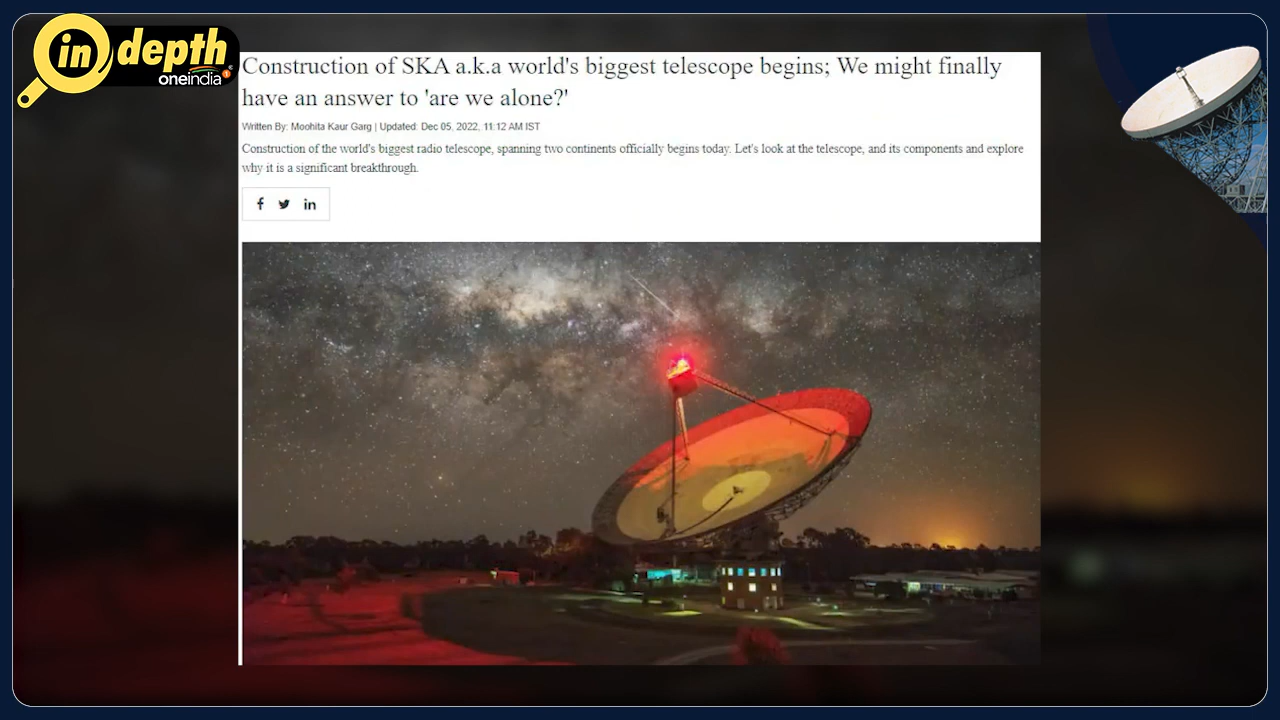 in depth
oneindia
Construction of SKA a.k.a world's biggest telescope begins; We might finally
have an answer to 'are we alone?'
Written By: Moohita Kaur Garg | Updated: Dec 05, 2022, 11:12 AM IST
Construction of the world's biggest radio telescope, spanning two continents officially begins today. Let's look at the telescope, and its components and explore
why it is a significant breakthrough.